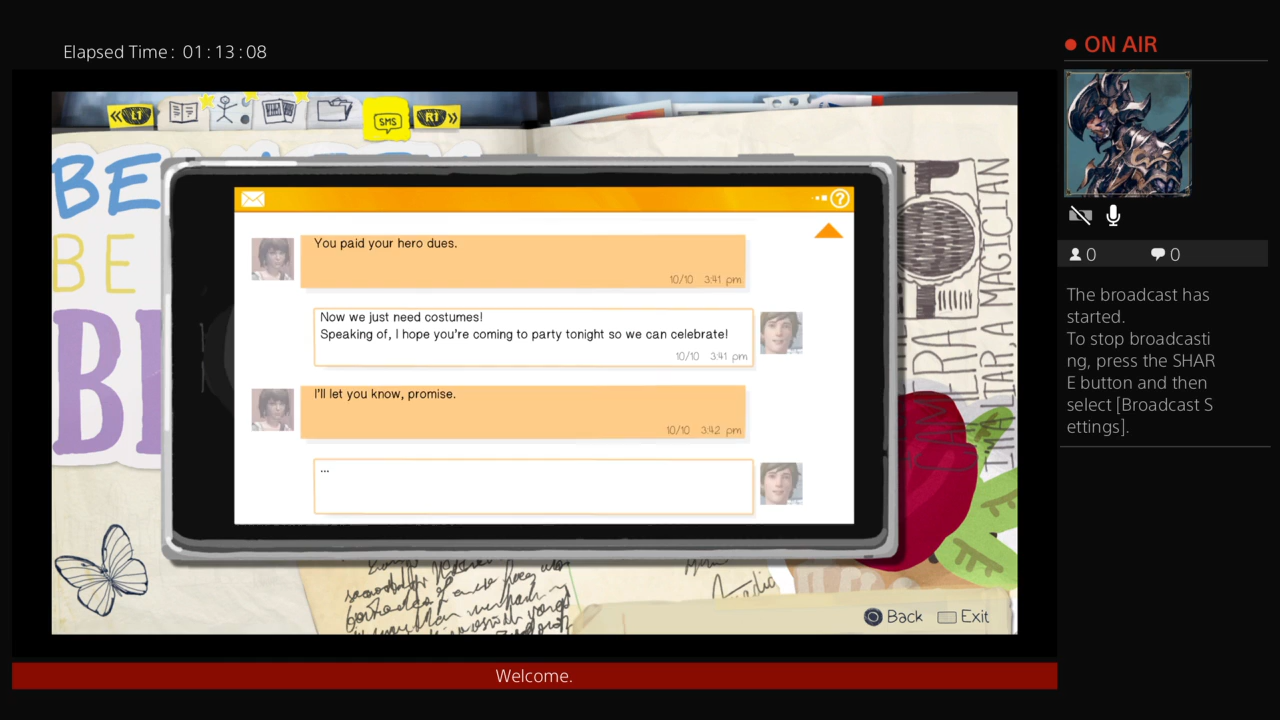 Elapsed Time: 01:13:08
ON AIR
LT
SMS
R1
BE
BE
You paid your hero dues.
10/10 3:41 pm
Now we just need costumes!
Speaking of, I hope you're coming to party tonight so we can celebrate!
10/10 3:41 pm
I'll let you know, promise.
10/10 3:42 pm
...
A MAGICIAN
LIAR,
0
0
The broadcast has
started.
To stop broadcasti
ng, press the SHAR
E button and then
select [Broadcast S
ettings].
Back
Exit
Welcome.